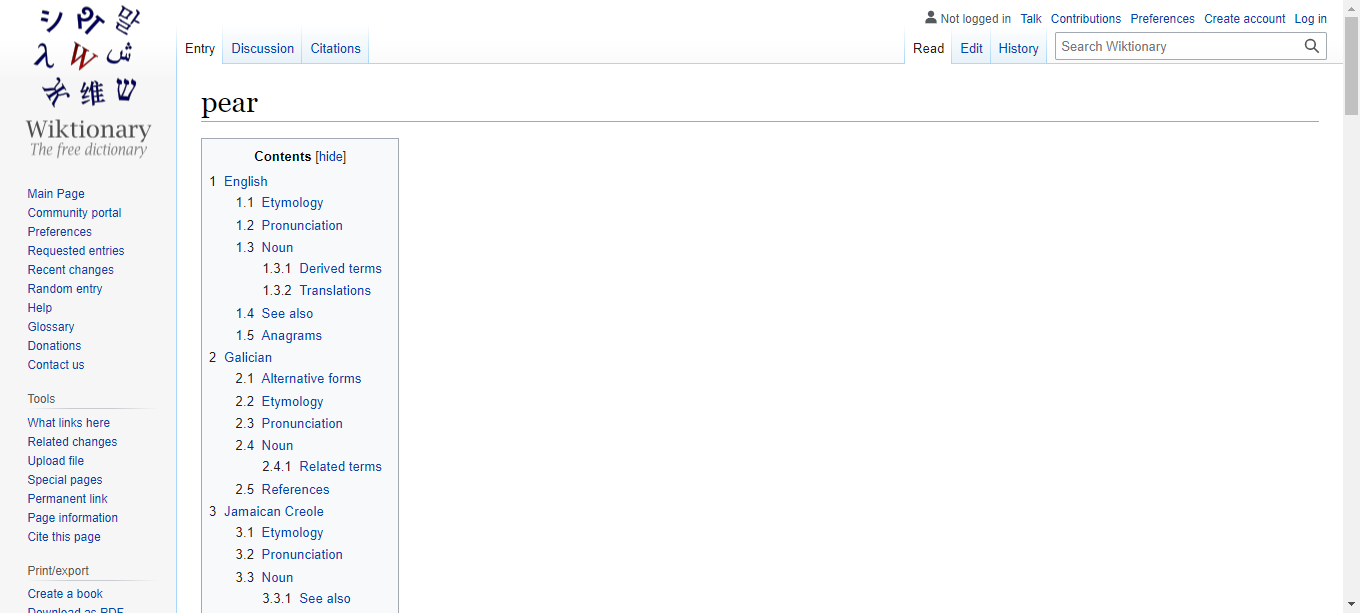 シ
말
λ
W
维
ש
Wiktionary
The free dictionary
Not logged in Talk Contributions Preferences Create account Log in
Entry Discussion Citations
Read Edit History
Search Wiktionary
pear
Main Page
Community portal
Preferences
Requested entries
Recent changes
Random entry
Help
Glossary
Donations
Contact us
Tools
What links here
Related changes
Upload file
Special pages
Permanent link
Page information
Cite this page
Print/export
Create a book
Download as PDF
Contents [hide]
1 English
1.1 Etymology
1.2 Pronunciation
1.3 Noun
1.3.1 Derived terms
1.3.2 Translations
1.4 See also
1.5 Anagrams
2 Galician
2.1 Alternative forms
2.2 Etymology
2.3 Pronunciation
2.4 Noun
2.4.1 Related terms
2.5 References
3 Jamaican Creole
3.1 Etymology
3.2 Pronunciation
3.3 Noun
3.3.1 See also